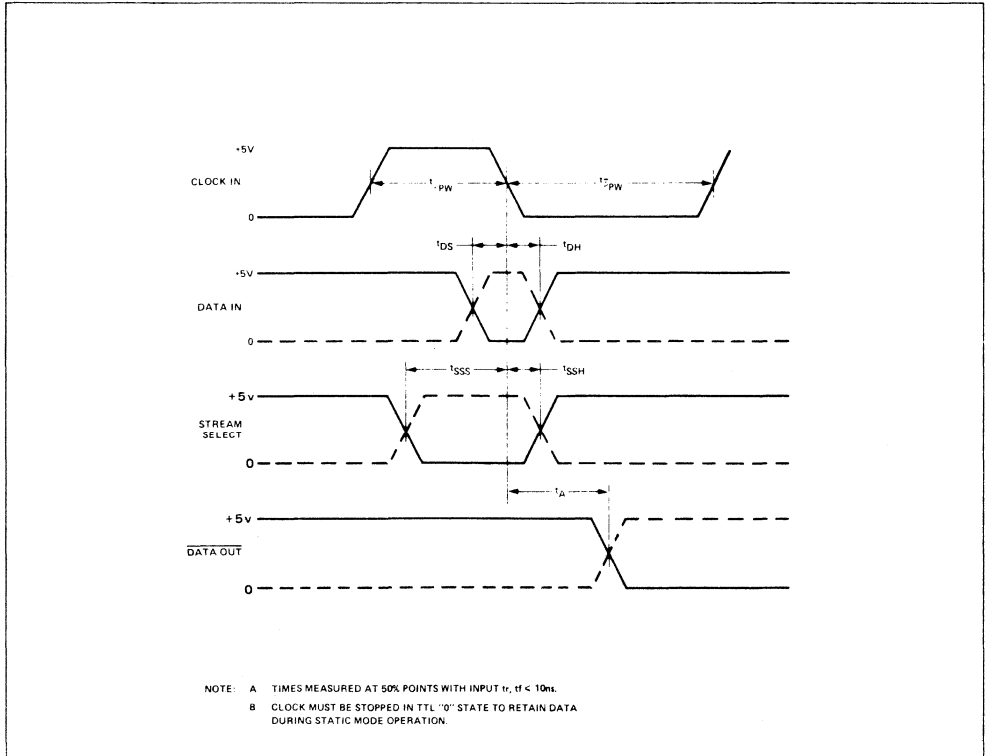 +5V
CLOCK IN
0
tDS
tDH
+5V
DATA IN
0
tSSS
tSSH
+5v
STREAM
SELECT
0
tA
+5v
DATA OUT
0
NOTE: A TIMES MEASURED AT 50% POINTS WITH INPUT tr, tf < 10ns.
B CLOCK MUST BE STOPPED IN TTL "0" STATE TO RETAIN DATA
DURING STATIC MODE OPERATION.